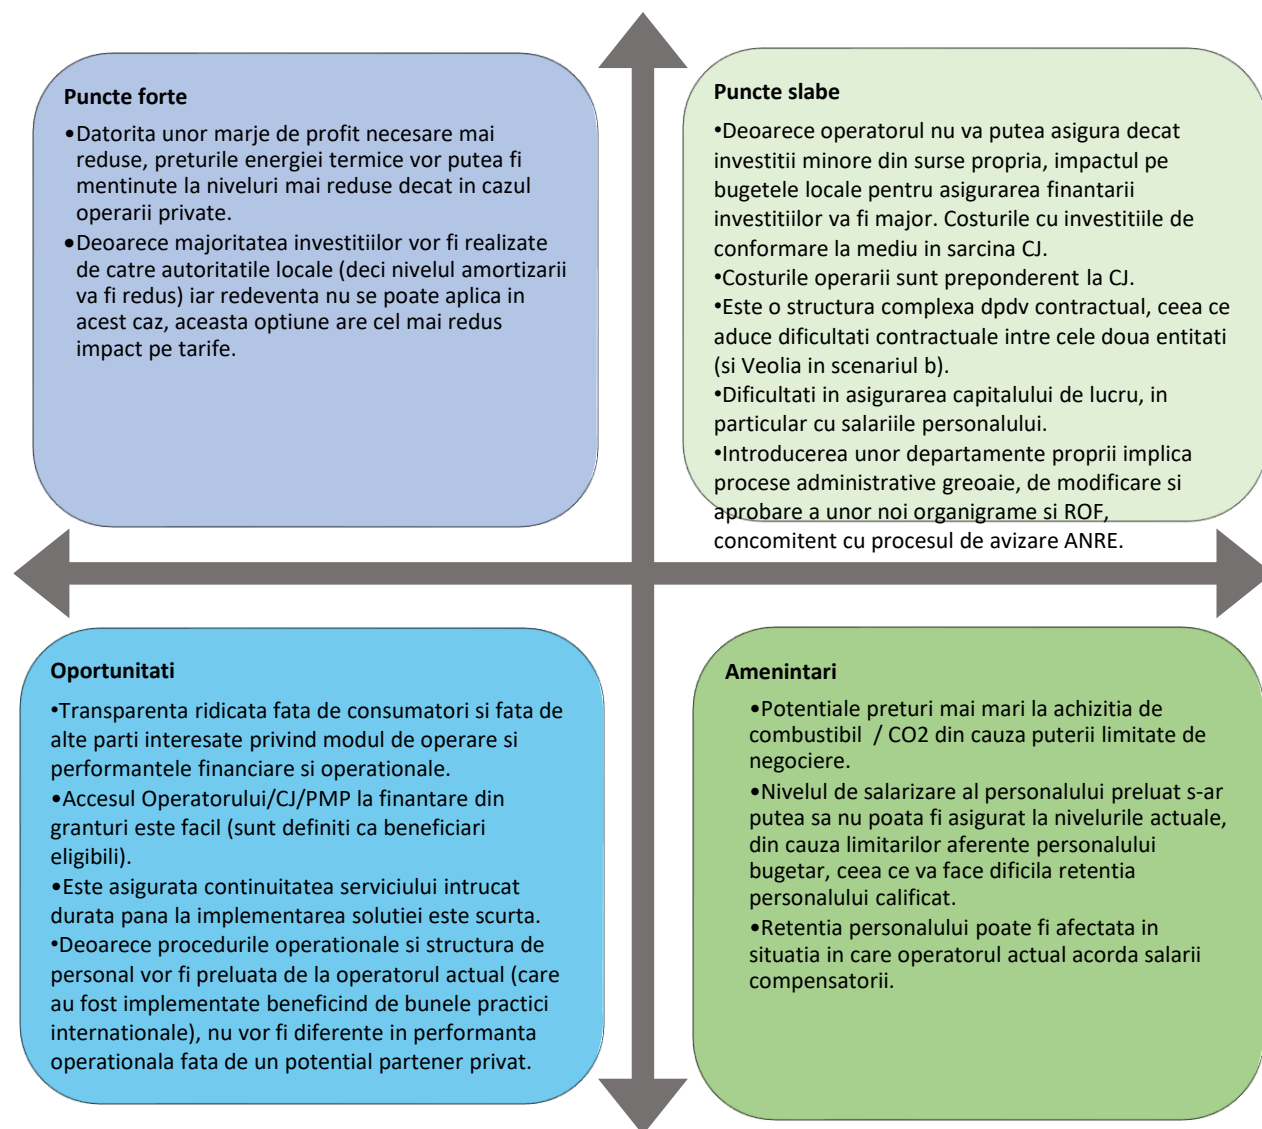 Puncte forte
•Datorita unor marje de profit necesare mai
reduse, preturile energiei termice vor putea fi
mentinute la niveluri mai reduse decat in cazul
operarii private.
•Deoarece majoritatea investitiilor vor fi realizate
de catre autoritatile locale (deci nivelul amortizarii
va fi redus) iar redeventa nu se poate aplica in
acest caz, aceasta optiune are cel mai redus
impact pe tarife.
Puncte slabe
•Deoarece operatorul nu va putea asigura decat
investitii minore din surse propria, impactul pe
bugetele locale pentru asigurarea finantarii
investitiilor va fi major. Costurile cu investitiile de
conformare la mediu in sarcina CJ.
•Costurile operarii sunt preponderent la CJ.
•Este o structura complexa dpdv contractual, ceea ce
aduce dificultati contractuale intre cele doua entitati
(si Veolia in scenariul b).
•Dificultati in asigurarea capitalului de lucru, in
particular cu salariile personalului.
•Introducerea unor departamente proprii implica
procese administrative greoaie, de modificare si
aprobare a unor noi organigrame si ROF,
concomitent cu procesul de avizare ANRE.
Oportunitati
•Transparenta ridicata fata de consumatori si fata de
alte parti interesate privind modul de operare si
performantele financiare si operationale.
•Accesul Operatorului/CJ/PMP la finantare din
granturi este facil (sunt definiti ca beneficiari
eligibili).
•Este asigurata continuitatea serviciului intrucat
durata pana la implementarea solutiei este scurta.
•Deoarece procedurile operationale si structura de
personal vor fi preluata de la operatorul actual (care
au fost implementate beneficind de bunele practici
internationale), nu vor fi diferente in performanta
operationala fata de un potential partener privat.
Amenintari
•Potentiale preturi mai mari la achizitia de
combustibil / CO2 din cauza puterii limitate de
negociere.
•Nivelul de salarizare al personalului preluat s-ar
putea sa nu poata fi asigurat la nivelurile actuale,
din cauza limitarilor aferente personalului
bugetar, ceea ce va face dificila retentia
personalului calificat.
•Retentia personalului poate fi afectata in
situatia in care operatorul actual acorda salarii
compensatorii.